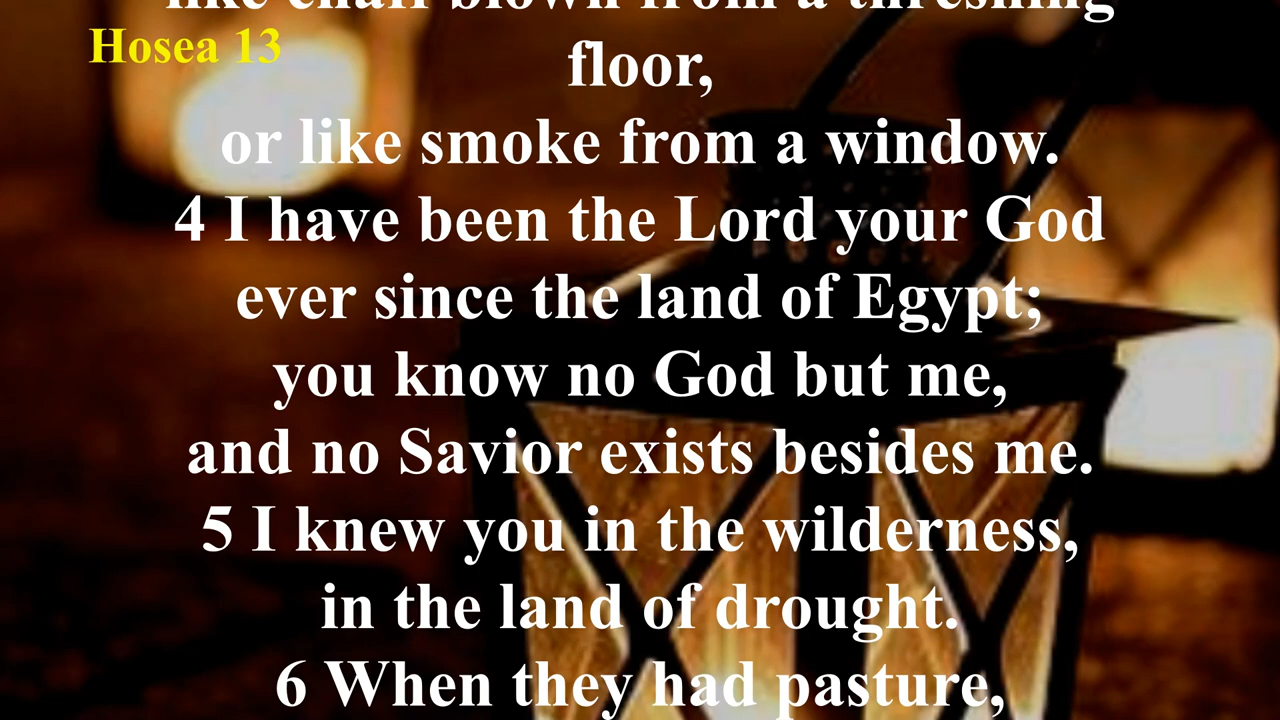 like chaff blown from a threshing
Hosea 13
floor,
or like smoke from a window.
4 I have been the Lord your God
ever since the land of Egypt;
you know no God but me,
and no Savior exists besides me.
5 I knew you in the wilderness,
in the land of drought.
6 When they had pasture,